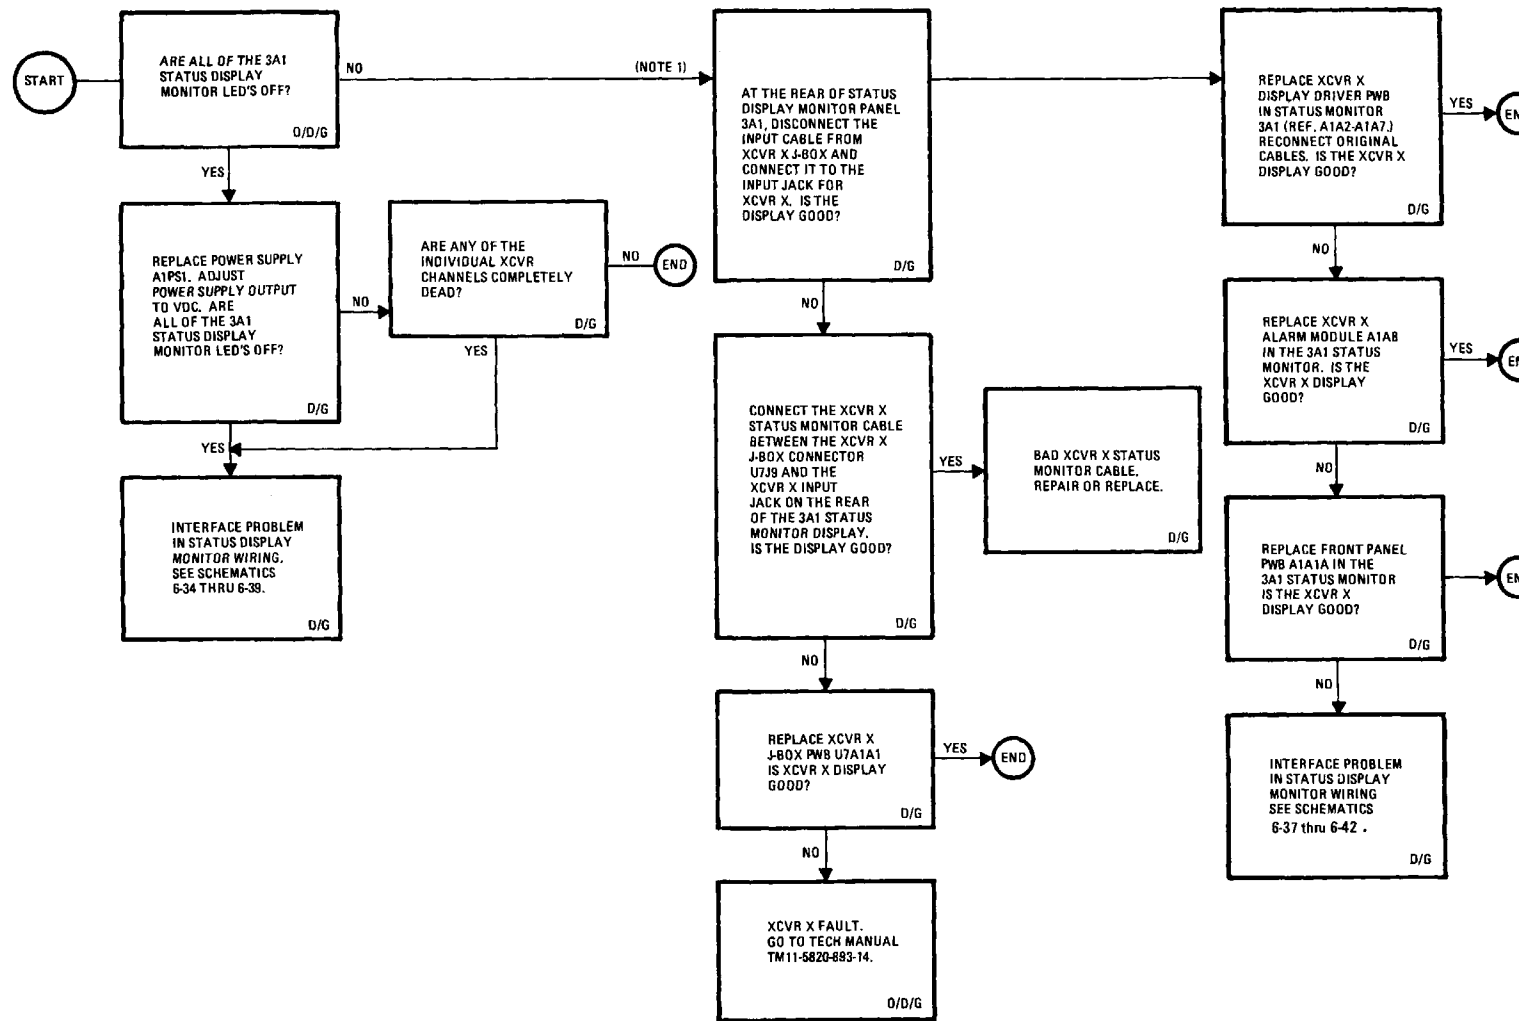 START
ARE ALL OF THE 3A1
STATUS DISPLAY
MONITOR LED'S OFF?
O/D/G
NO
(NOTE 1)
YES
REPLACE POWER SUPPLY
A1PS1. ADJUST
POWER SUPPLY OUTPUT
TO VDC. ARE
ALL OF THE 3A1
STATUS DISPLAY
MONITOR LED'S OFF?
D/G
NO
ARE ANY OF THE
INDIVIDUAL XCVR
CHANNELS COMPLETELY
DEAD?
D/G
NO
END
YES
YES
INTERFACE PROBLEM
IN STATUS DISPLAY
MONITOR WIRING.
SEE SCHEMATICS
6-34 THRU 6-39.
D/G
AT THE REAR OF STATUS
DISPLAY MONITOR PANEL
3A1, DISCONNECT THE
INPUT CABLE FROM
XCVR X J-BOX AND
CONNECT IT TO THE
INPUT JACK FOR
XCVR X. IS THE
DISPLAY GOOD?
D/G
NO
CONNECT THE XCVR X
STATUS MONITOR CABLE
BETWEEN THE XCVR X
J-BOX CONNECTOR
U7J9 AND THE
XCVR X INPUT
JACK ON THE REAR
OF THE 3A1 STATUS
MONITOR DISPLAY.
IS THE DISPLAY GOOD?
D/G
YES
BAD XCVR X STATUS
MONITOR CABLE.
REPAIR OR REPLACE.
D/G
NO
REPLACE XCVR X
J-BOX PWB U7A1A1
IS XCVR X DISPLAY
GOOD?
D/G
YES
END
NO
XCVR X FAULT.
GO TO TECH MANUAL
TM11-5820-893-14.
O/D/G
REPLACE XCVR X
DISPLAY DRIVER PWB
IN STATUS MONITOR
3A1 (REF. A1A2-A1A7.)
RECONNECT ORIGINAL
CABLES. IS THE XCVR X
DISPLAY GOOD?
D/G
YES
EN
NO
REPLACE XCVR X
ALARM MODULE A1A8
IN THE 3A1 STATUS
MONITOR. IS THE
XCVR X DISPLAY
GOOD?
D/G
YES
EN
NO
REPLACE FRONT PANEL
PWB A1A1A IN THE
3A1 STATUS MONITOR
IS THE XCVR X
DISPLAY GOOD?
D/G
EN
NO
INTERFACE PROBLEM
IN STATUS DISPLAY
MONITOR WIRING
SEE SCHEMATICS
6-37 thru 6-42 .
D/G